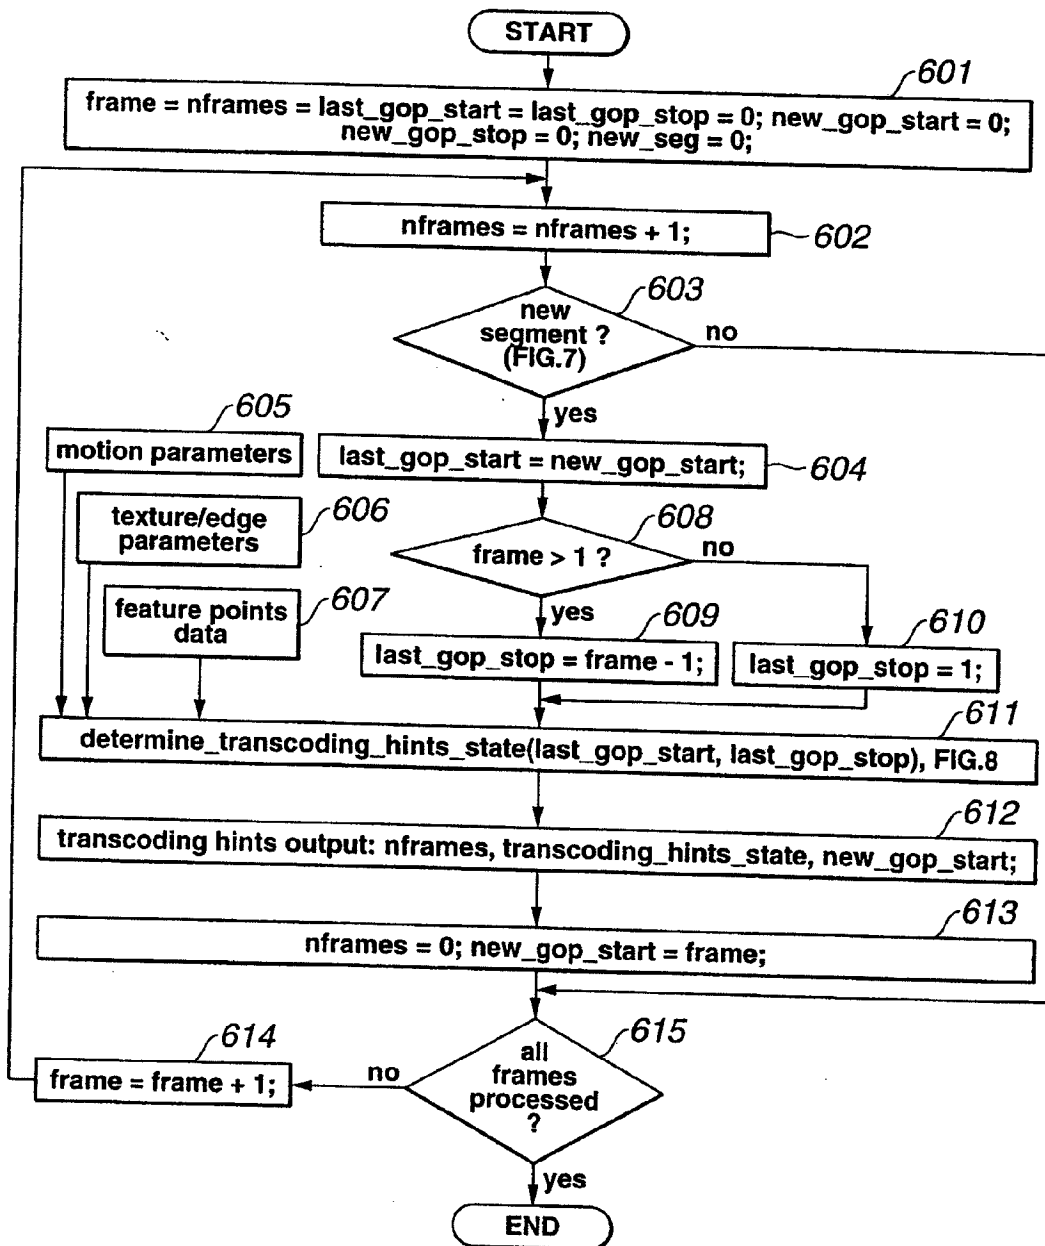 START
601
frame = nframes = last_gop_start = last_gop_stop = 0; new_gop_start = 0;
new_gop_stop = 0; new_seg = 0;
nframes = nframes + 1;
602
603
new
segment ?
(FIG.7)
no
yes
605
motion parameters
last_gop_start = new_gop_start;
604
texture/edge
parameters
606
608
frame > 1 ?
no
yes
607
feature points
data
609
last_gop_stop = frame - 1;
610
last_gop_stop = 1;
611
determine_transcoding_hints_state(last_gop_start, last_gop_stop), FIG.8
612
transcoding hints output: nframes, transcoding_hints_state, new_gop_start;
613
nframes = 0; new_gop_start = frame;
614
frame = frame + 1;
no
615
all
frames
processed
?
yes
END